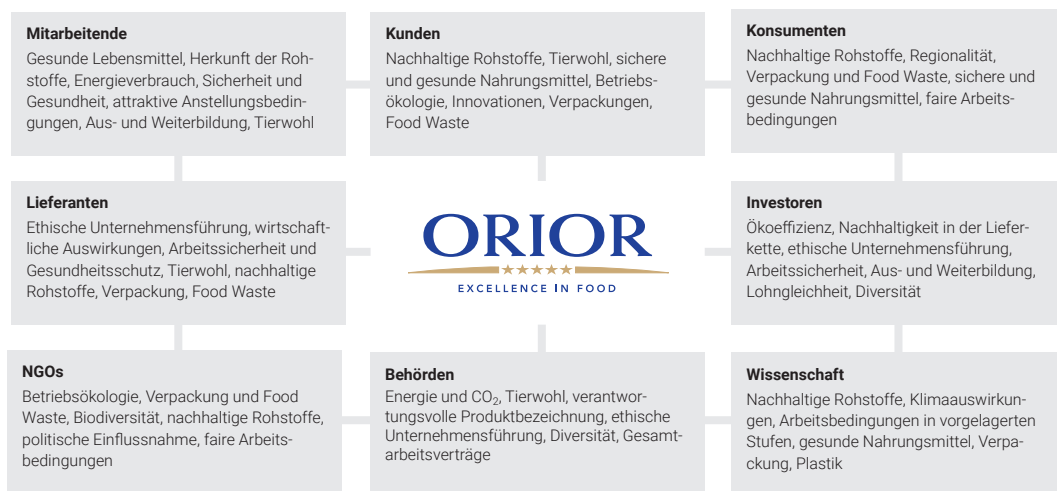 Mitarbeitende
Gesunde Lebensmittel, Herkunft der Roh-
stoffe, Energieverbrauch, Sicherheit und
Gesundheit, attraktive Anstellungsbedin-
gungen, Aus- und Weiterbildung, Tierwohl
Kunden
Nachhaltige Rohstoffe, Tierwohl, sichere
und gesunde Nahrungsmittel, Betriebs-
ökologie, Innovationen, Verpackungen,
Food Waste
Konsumenten
Nachhaltige Rohstoffe, Regionalität,
Verpackung und Food Waste, sichere und
gesunde Nahrungsmittel, faire Arbeits-
bedingungen
Lieferanten
Ethische Unternehmensführung, wirtschaft-
liche Auswirkungen, Arbeitssicherheit und
Gesundheitsschutz, Tierwohl, nachhaltige
Rohstoffe, Verpackung, Food Waste
ORIOR
EXCELLENCE IN FOOD
Investoren
Ökoeffizienz, Nachhaltigkeit in der Liefer-
kette, ethische Unternehmensführung,
Arbeitssicherheit, Aus- und Weiterbildung,
Lohngleichheit, Diversität
NGOs
Betriebsökologie, Verpackung und Food
Waste, Biodiversität, nachhaltige Rohstoffe,
politische Einflussnahme, faire Arbeits-
bedingungen
Behörden
Energie und CO₂, Tierwohl, verantwor-
tungsvolle Produktbezeichnung, ethische
Unternehmensführung, Diversität, Gesamt-
arbeitsverträge
Wissenschaft
Nachhaltige Rohstoffe, Klimaauswirkun-
gen, Arbeitsbedingungen in vorgelagerten
Stufen, gesunde Nahrungsmittel, Verpa-
ckung, Plastik